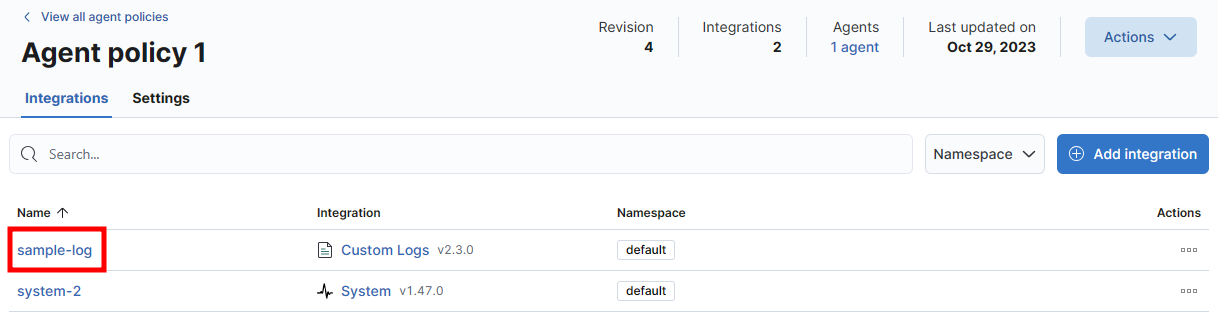 View all agent policies
Agent policy 1
Revision
4
Integrations
2
Agents
1 agent
Last updated on
Oct 29, 2023
Actions
Integrations Settings
Search...
Namespace
Add integration
Name Integration Namespace Actions
sample-log Custom Logs v2.3.0 default
system-2 System v1.47.0 default